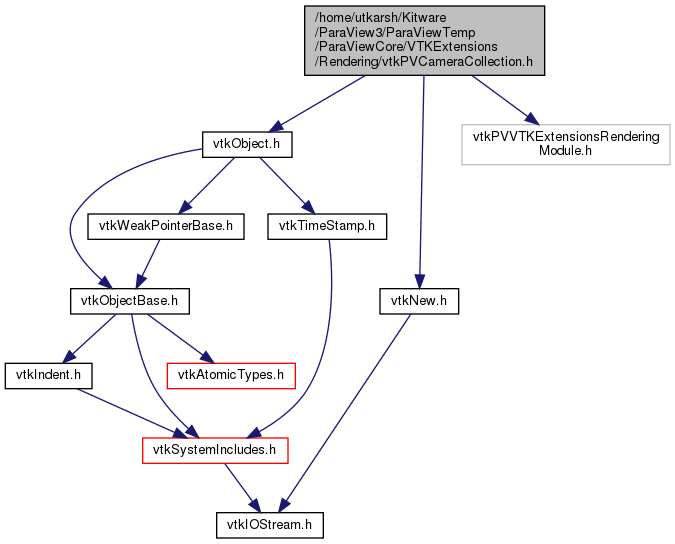 /home/utkarsh/Kitware
/ParaView3/ParaViewTemp
/ParaViewCore/VTKExtensions
/Rendering/vtkPVCameraCollection.h
vtkObject.h
vtkPVVTKExtensionsRendering
Module.h
vtkWeakPointerBase.h
vtkTimeStamp.h
vtkObjectBase.h
vtkNew.h
vtkIndent.h
vtkAtomicTypes.h
vtkSystemIncludes.h
vtkIOStream.h